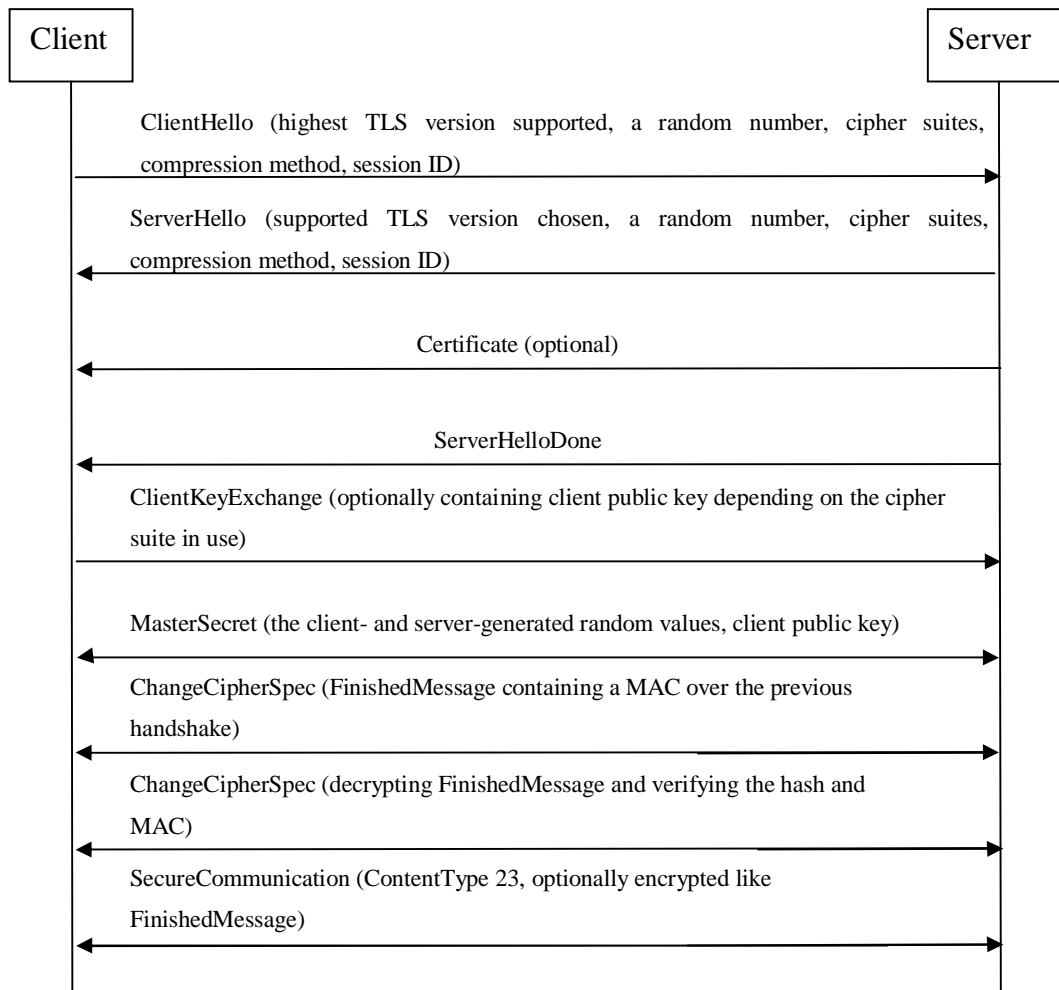 Client
Server
ClientHello (highest TLS version supported, a random number, cipher suites,
compression method, session ID)
ServerHello (supported TLS version chosen, a random number, cipher suites,
compression method, session ID)
Certificate (optional)
ServerHelloDone
ClientKeyExchange (optionally containing client public key depending on the cipher
suite in use)
MasterSecret (the client- and server-generated random values, client public key)
ChangeCipherSpec (FinishedMessage containing a MAC over the previous
handshake)
ChangeCipherSpec (decrypting FinishedMessage and verifying the hash and
MAC)
SecureCommunication (ContentType 23, optionally encrypted like
FinishedMessage)